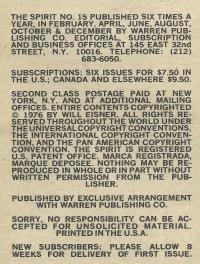 THE SPIRIT NO. 15 PUBLISHED SIX TIMES A
YEAR, IN FEBRUARY, APRIL, JUNE, AUGUST,
OCTOBER & DECEMBER BY WARREN PUB-
LISHING CO. EDITORIAL, SUBSCRIPTION
AND BUSINESS OFFICES AT 145 EAST 32nd
STREET, N.Y. 10016. TELEPHONE: (212)
683-6050.
SUBSCRIPTIONS: SIX ISSUES FOR $7.50 IN
THE U.S.; CANADA AND ELSEWHERE $9.50.
SECOND CLASS POSTAGE PAID AT NEW
YORK, N.Y. AND AT ADDITIONAL MAILING
OFFICES. ENTIRE CONTENTS COPYRIGHTED
© 1976 BY WILL EISNER. ALL RIGHTS RE-
SERVED THROUGHOUT THE WORLD UNDER
THE UNIVERSAL COPYRIGHT CONVENTIONS,
THE INTERNATIONAL COPYRIGHT CONVEN-
TION, AND THE PAN AMERICAN COPYRIGHT
CONVENTION. THE SPIRIT IS REGISTERED
U.S. PATENT OFFICE. MARCA REGISTRADA,
MARQUE DEPOSEE. NOTHING MAY BE RE-
PRODUCED IN WHOLE OR IN PART WITHOUT
WRITTEN PERMISSION FROM THE PUB-
LISHER.
PUBLISHED BY EXCLUSIVE ARRANGEMENT
WITH WARREN PUBLISHING CO.
SORRY, NO RESPONSIBILITY CAN BE AC-
CEPTED FOR UNSOLICITED MATERIAL.
PRINTED IN THE U.S.A.
NEW SUBSCRIBERS; PLEASE ALLOW 8
WEEKS FOR DELIVERY OF FIRST ISSUE.